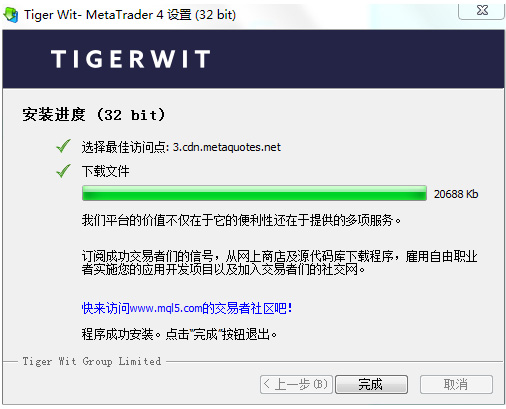 Tiger Wit- MetaTrader 4 设置 (32 bit)
TIGERWIT
安装进度 (32 bit)
选择最佳访问点: 3.cdn.metaquotes.net
下载文件
20688 Kb
我们平台的价值不仅在于它的便利性还在于提供的多项服务。
订阅成功交易者们的信号，从网上商店及源代码库下载程序，雇用自由职业
者实施您的应用开发项目以及加入交易者们的社交网。
快来访问www.mql5.com的交易者社区吧!
程序成功安装。点击"完成"按钮退出。
Tiger Wit Group Limited
< 上一步(B)
完成
取消